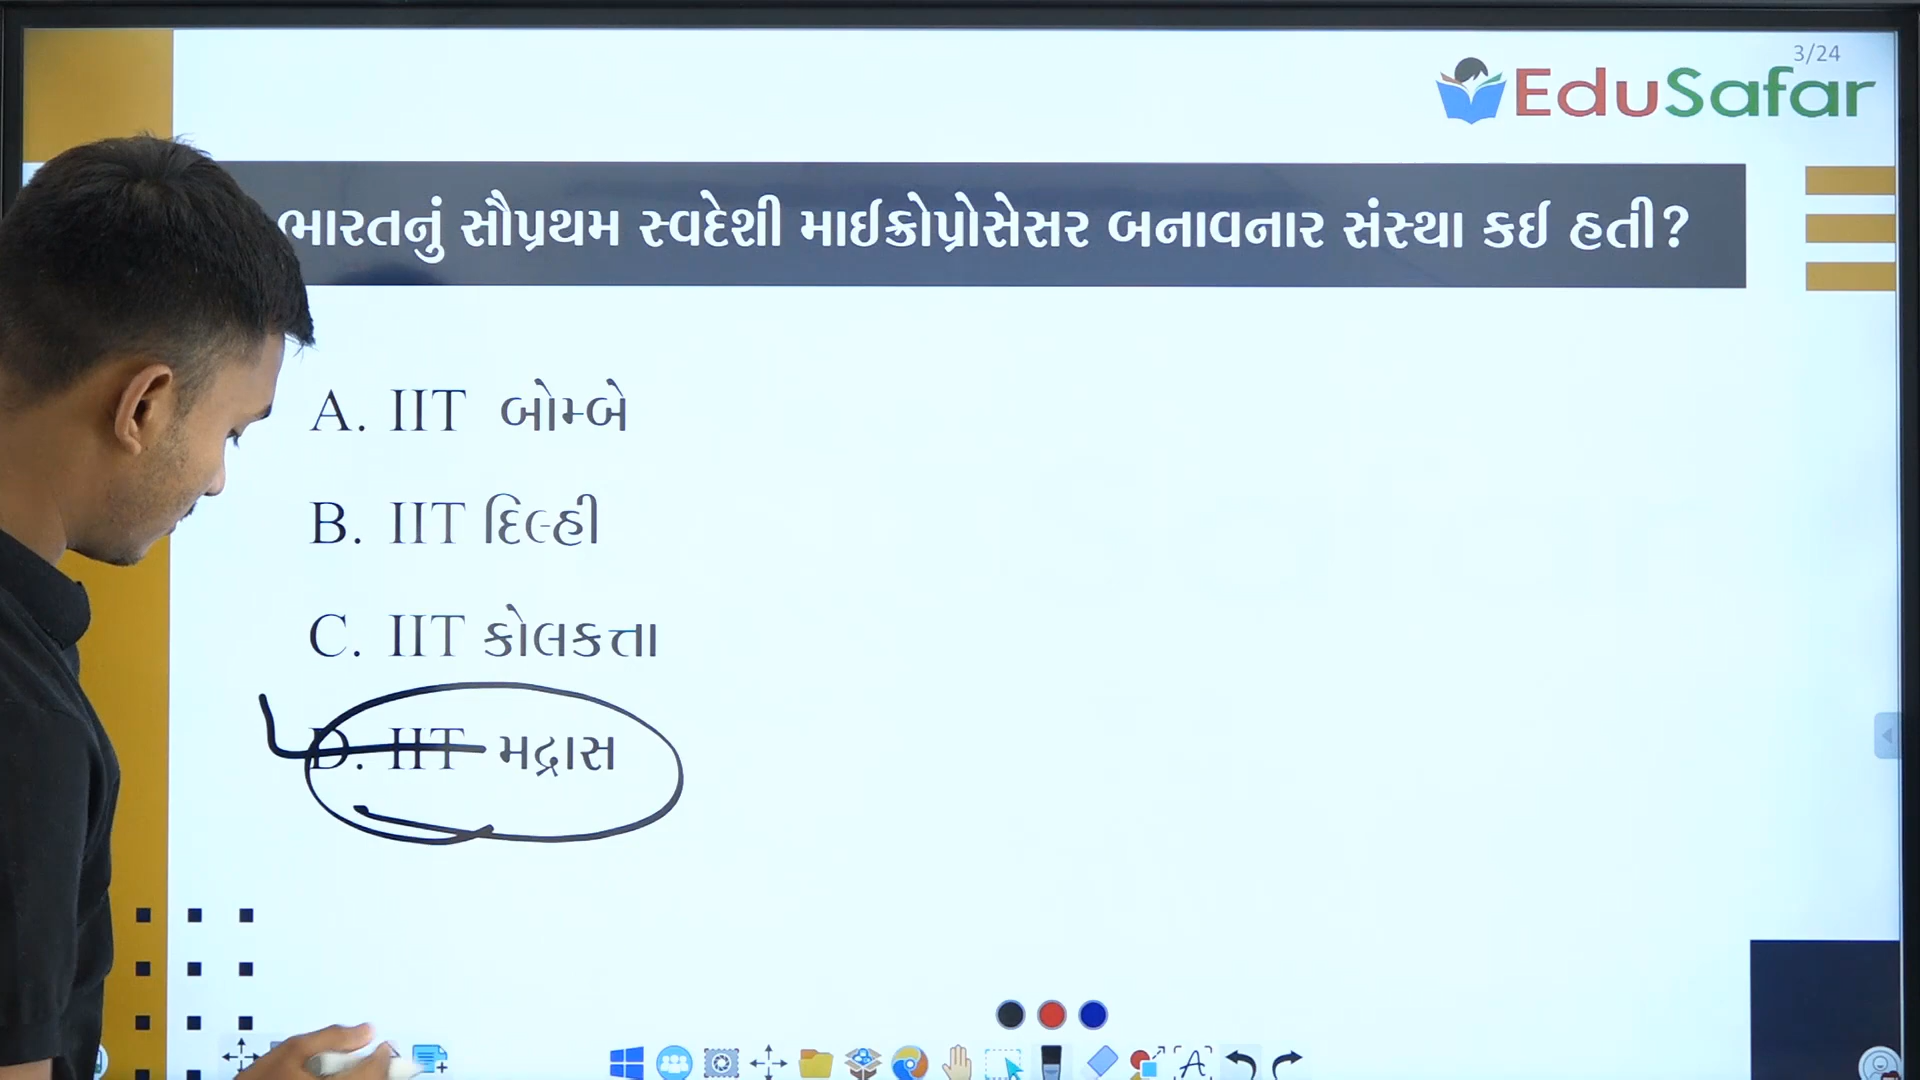 3/24
EduSafar
ભારતનું સૌપ્રથમ સ્વદેશી માઈક્રોપ્રોસેસર બનાવનાર સંસ્થા કઈ હતી?
A. IIT બોમ્બે
B. IIT દિલ્હી
C. IIT કોલકત્તા
D. IIT મદ્રાસ